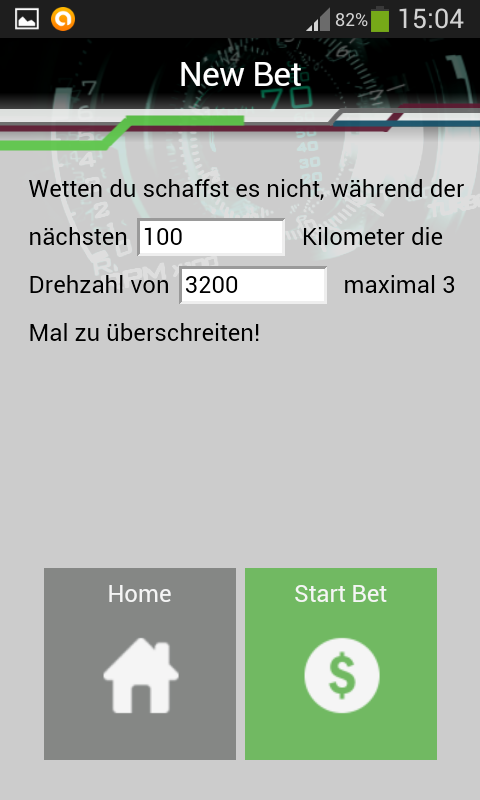 82% 15:04
New Bet
Wetten du schaffst es nicht, während der
nächsten 100 Kilometer die
Drehzahl von 3200 maximal 3
Mal zu überschreiten!
Home Start Bet
$